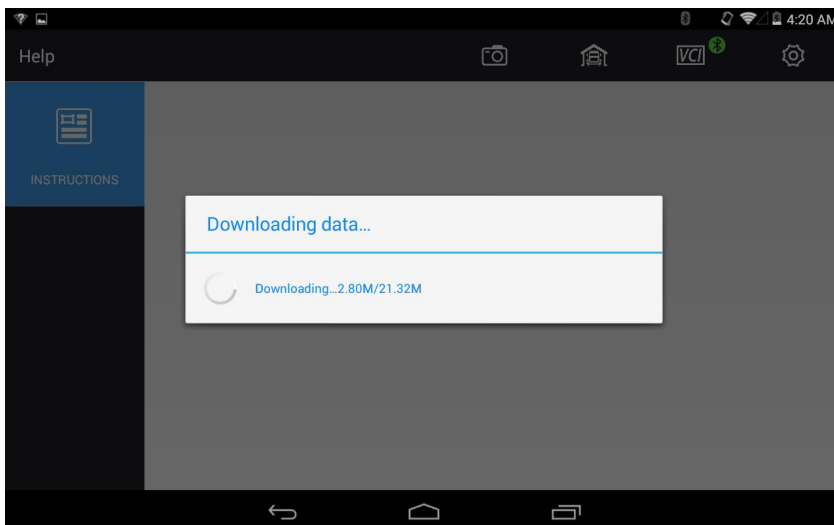 4:20 AM
Help
VCI
INSTRUCTIONS
Downloading data...
Downloading...2.80M/21.32M